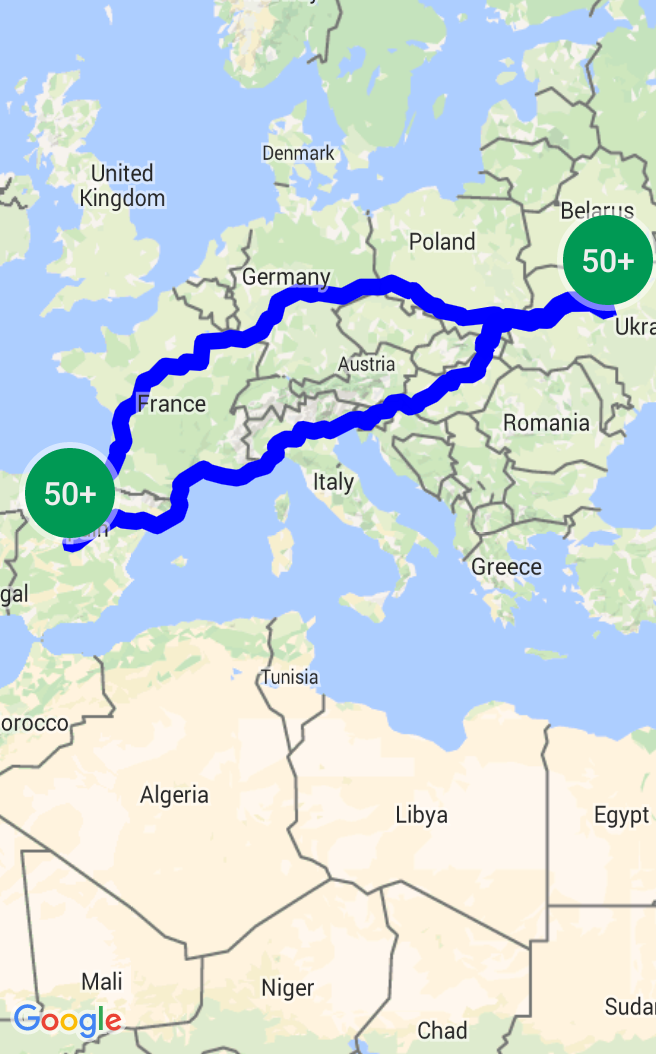 Denmark
United
Kingdom
Belarus
Poland
50+
Germany
Ukra
Austria
France
Romania
50+
Italy
ain
Greece
gal
Tunisia
orocco
Algeria
Libya
Egypt
Mali
Niger
Sudan
Google
Chad